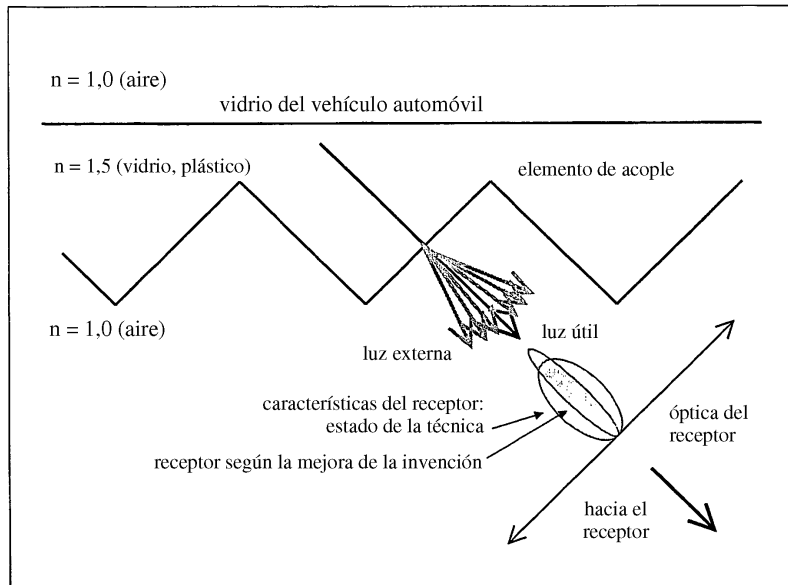 n = 1,0 (aire)
vidrio del vehículo automóvil
n = 1,5 (vidrio, plástico)
elemento de acople
n = 1,0 (aire)
luz externa
luz útil
características del receptor:
estado de la técnica
receptor según la mejora de la invención
óptica del
receptor
hacia el
receptor